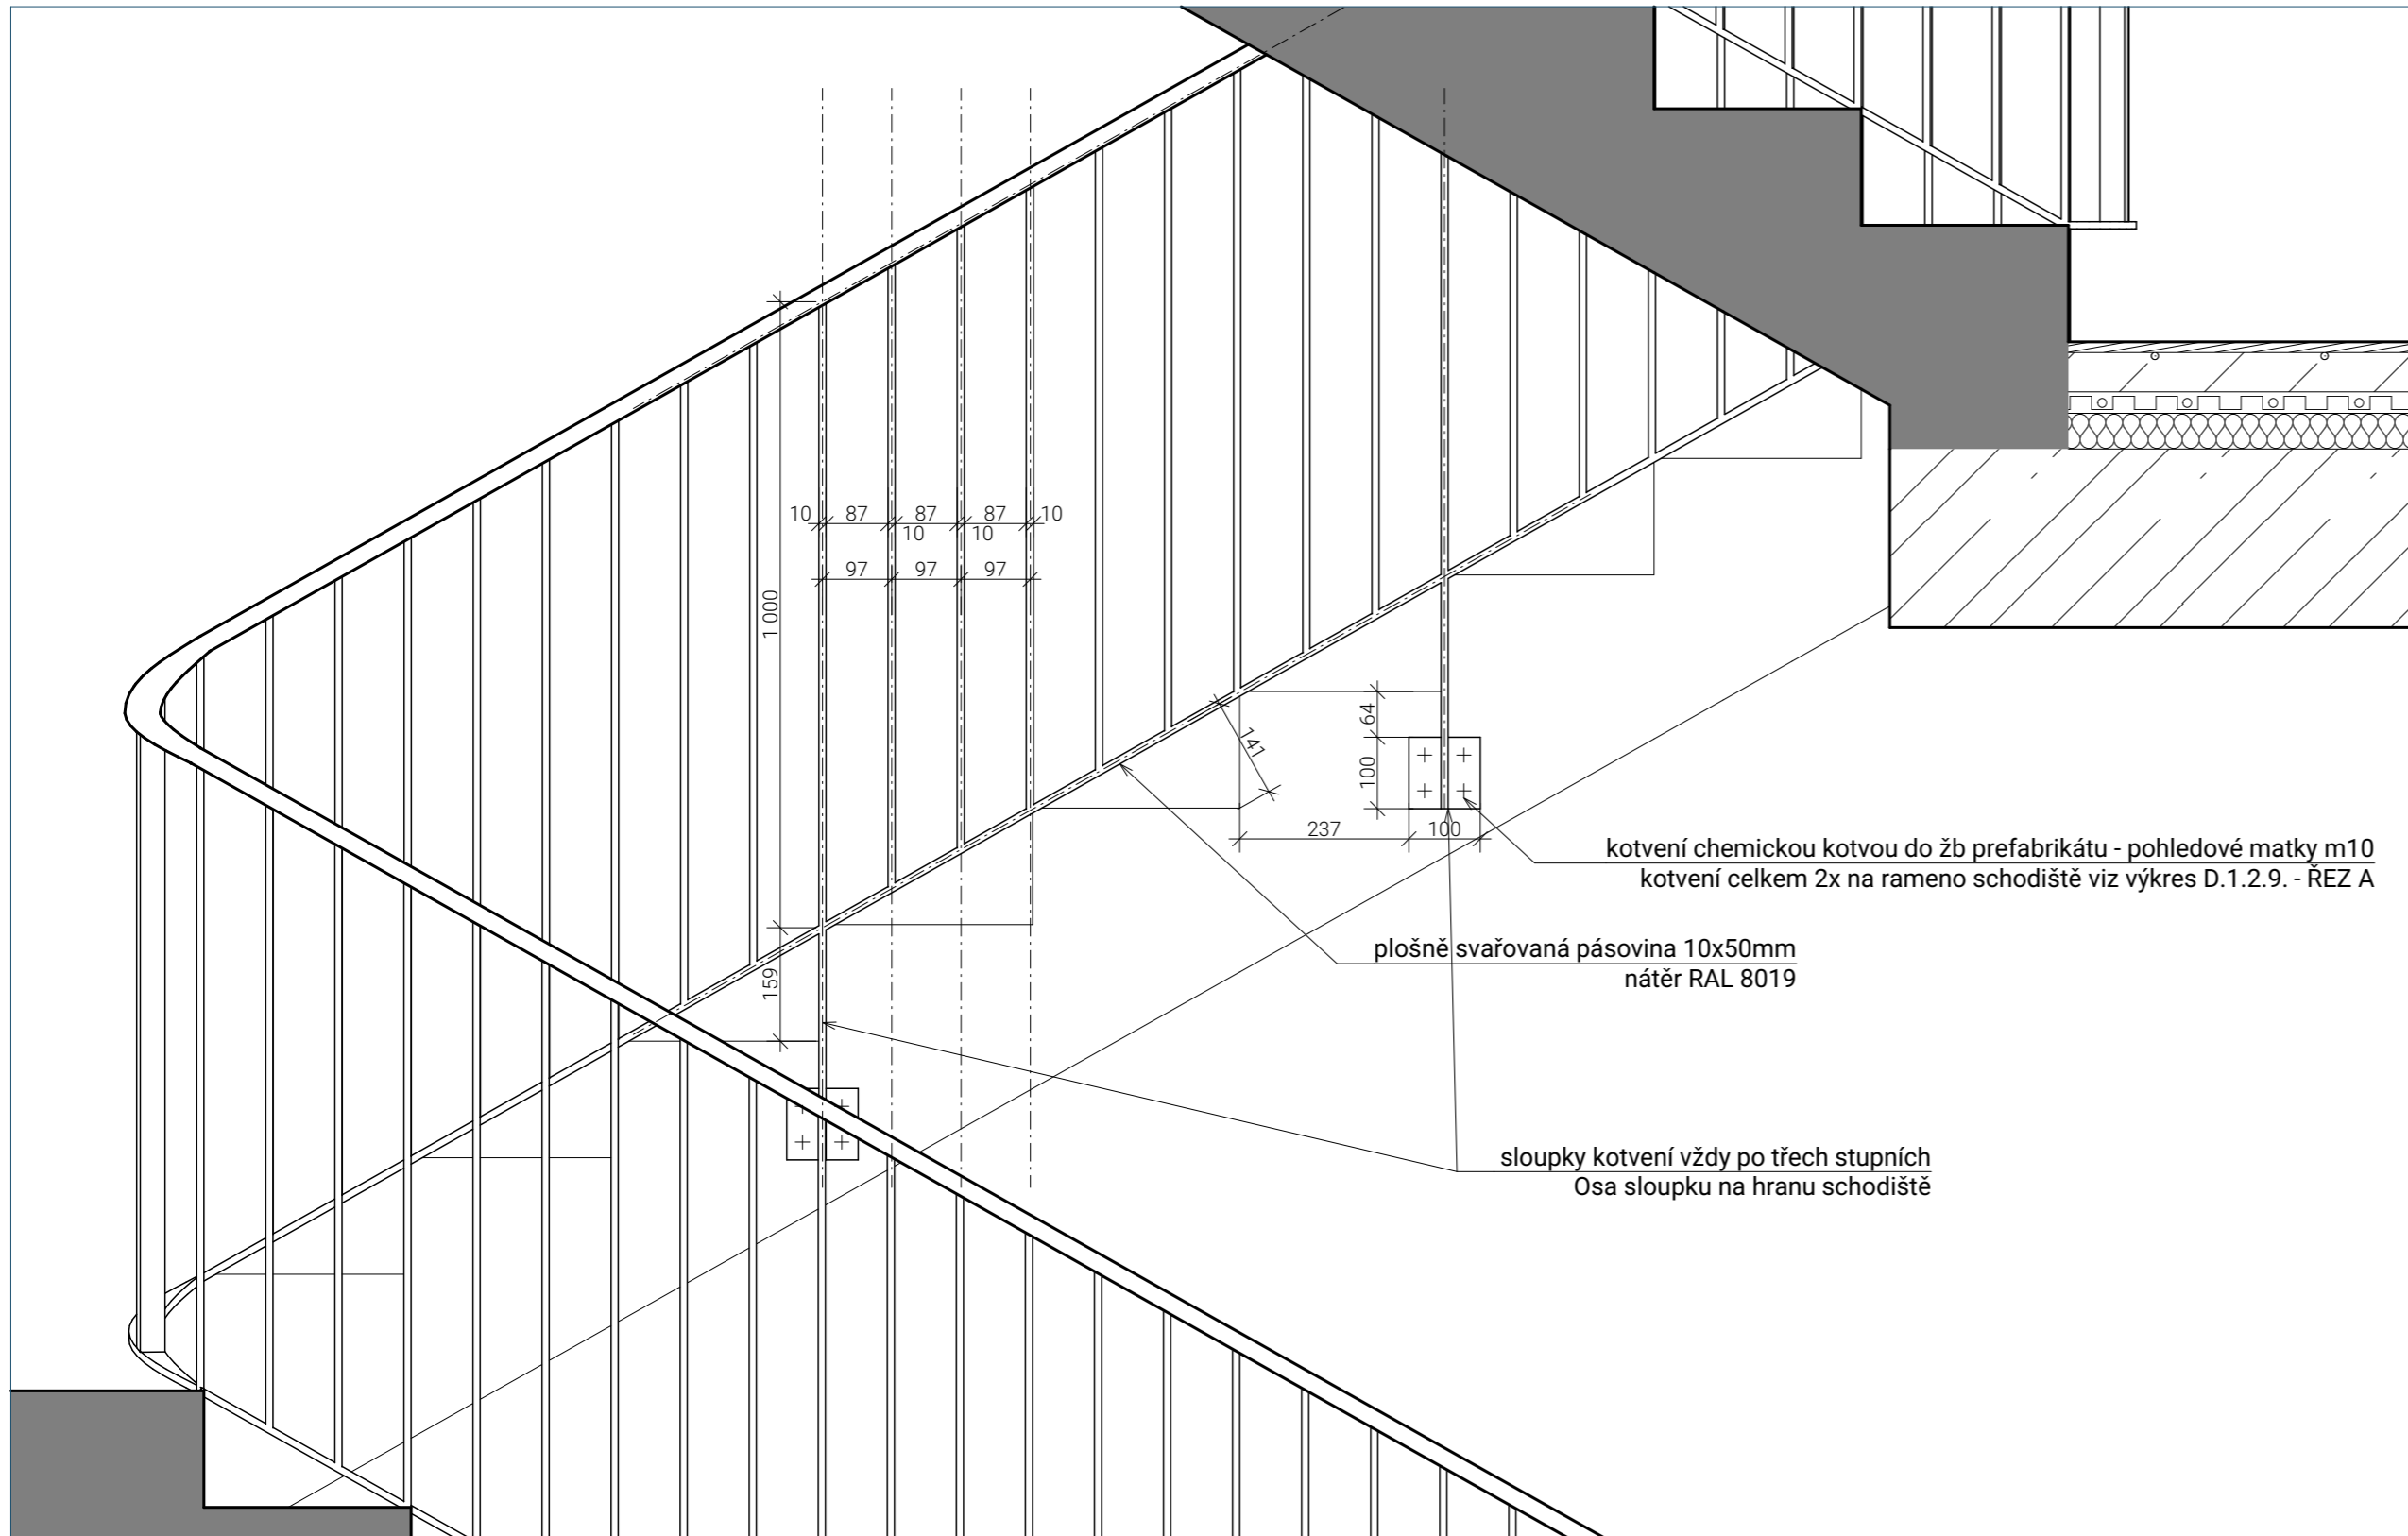 10 87 87 87 10
10 10
97 97 97
1 000
64
141
100
237 100
kotvení chemickou kotvou do žb prefabrikátu - pohledové matky m10
kotvení celkem 2x na rameno schodiště viz výkres D.1.2.9. - ŘEZ A
plošně svařovaná pásovina 10x50mm
nátěr RAL 8019
159
sloupky kotvení vždy po třech stupních
Osa sloupku na hranu schodiště